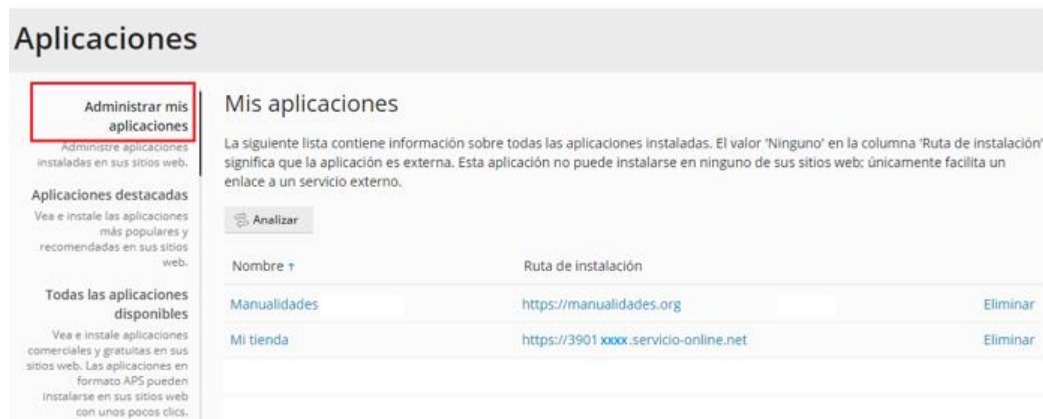 Aplicaciones
Administrar mis
aplicaciones
Administre aplicaciones
instaladas en sus sitios web.
Aplicaciones destacadas
Vea e instale las aplicaciones
más populares y
recomendadas en sus sitios
web.
Todas las aplicaciones
disponibles
Vea e instale aplicaciones
comerciales y gratuitas en sus
sitios web. Las aplicaciones en
formato APS pueden
instalarse en sus sitios web
con unos pocos clics.
Mis aplicaciones
La siguiente lista contiene información sobre todas las aplicaciones instaladas. El valor 'Ninguno' en la columna 'Ruta de instalación'
significa que la aplicación es externa. Esta aplicación no puede instalarse en ninguno de sus sitios web; únicamente facilita un
enlace a un servicio externo.
Analizar
Nombre ↑ Ruta de instalación
Manualidades https://manualidades.org Eliminar
Mi tienda https://3901 xxxx .servicio-online.net Eliminar